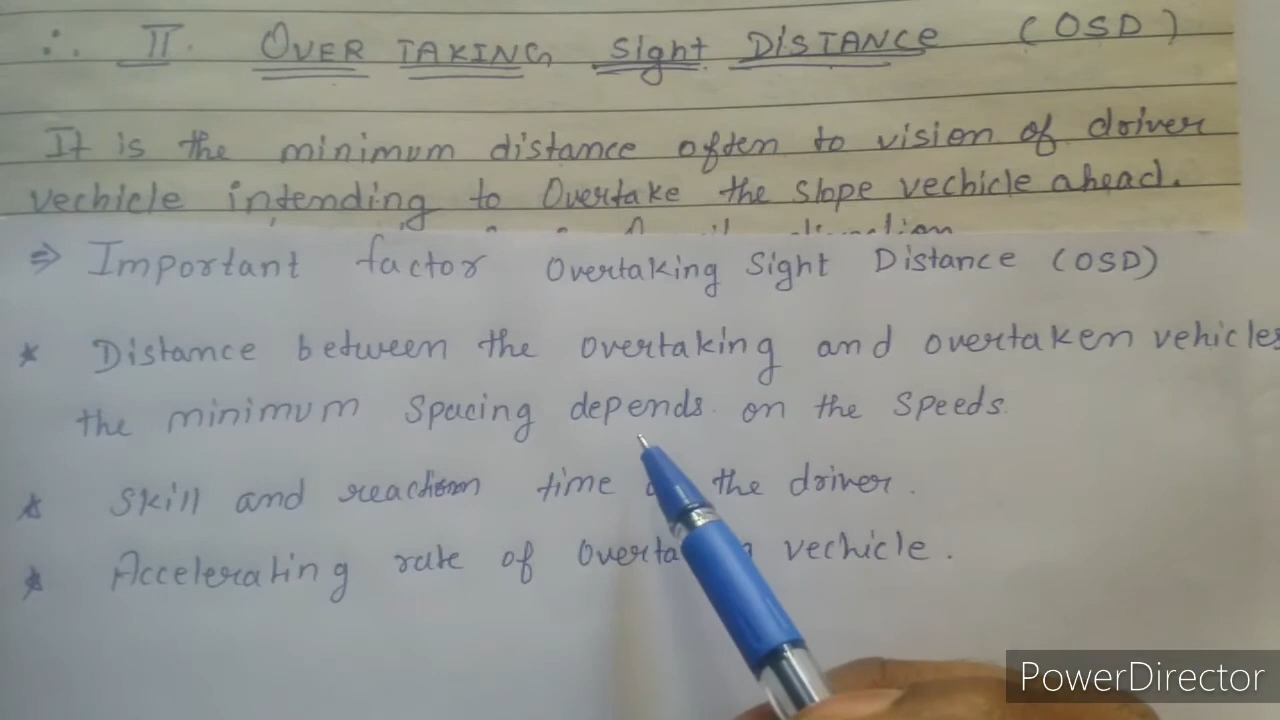 ∴ II. OVER TAKING Sight DISTANCE (OSD)
It is the minimum distance often to vision of driver
vechicle intending to Overtake the slope vechicle ahead.
⇒ Important factor Overtaking Sight Distance (OSD)
* Distance between the overtaking and overtaken vehicles
the minimum Spacing depends on the Speeds.
* Skill and reaction time the driver.
* Accelerating rate of vechicle.
PowerDirector